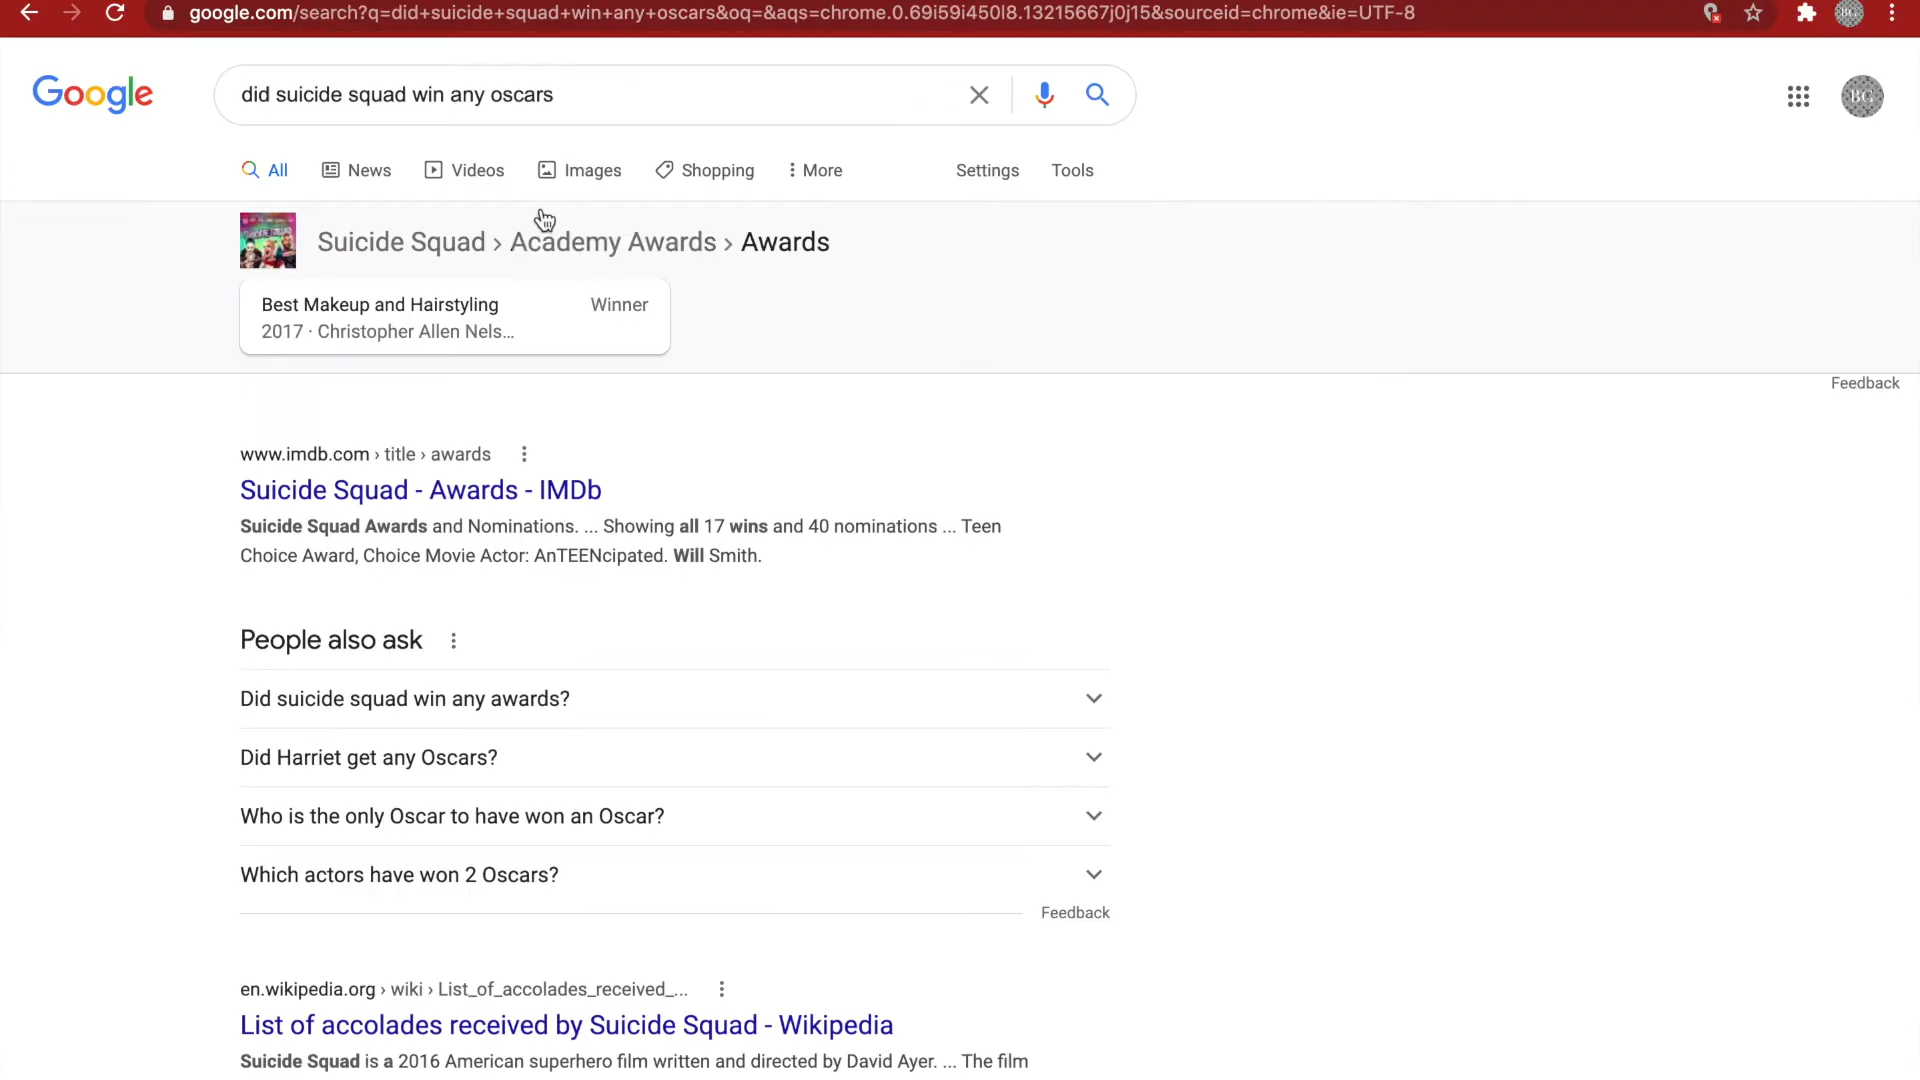 google.com/search?q=did+suicide+squad+win+any+oscars&oq=&aqs=chrome.0.69i59i450l8.13215667j0j15&sourceid=chrome&ie=UTF-8
BG
Google
did suicide squad win any oscars
BG
All
News
Videos
Images
Shopping
More
Settings
Tools
Suicide Squad › Academy Awards › Awards
Best Makeup and Hairstyling Winner
2017 · Christopher Allen Nels...
Feedback
www.imdb.com › title › awards
Suicide Squad - Awards - IMDb
Suicide Squad Awards and Nominations. ... Showing all 17 wins and 40 nominations ... Teen
Choice Award, Choice Movie Actor: AnTEENcipated. Will Smith.
People also ask
Did suicide squad win any awards?
Did Harriet get any Oscars?
Who is the only Oscar to have won an Oscar?
Which actors have won 2 Oscars?
Feedback
en.wikipedia.org › wiki › List_of_accolades_received_...
List of accolades received by Suicide Squad - Wikipedia
Suicide Squad is a 2016 American superhero film written and directed by David Ayer. ... The film